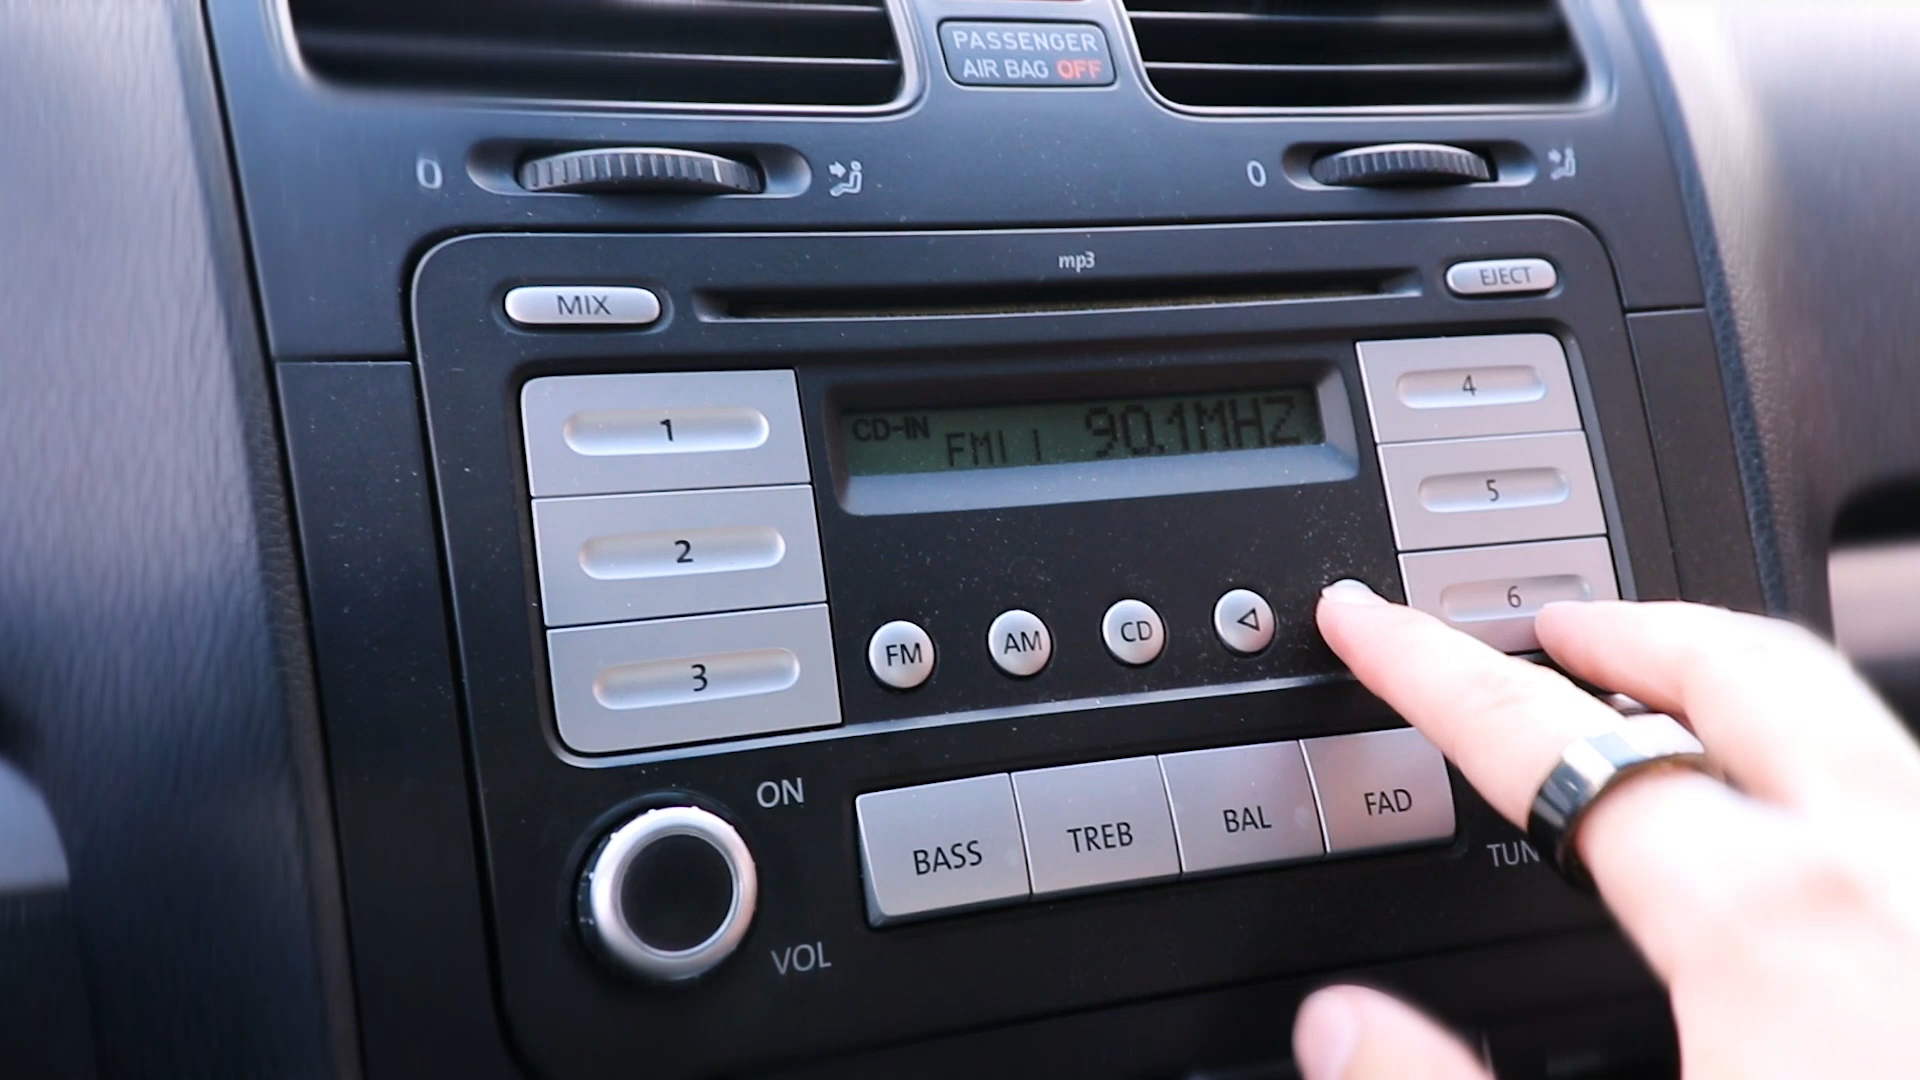 PASSENGER
AIR BAG OFF
0
0
mp3
MIX
EJECT
1
CD-IN
FM1 1 90.1MHZ
4
2
5
3
FM
AM
CD
6
ON
BASS
TREB
BAL
FAD
VOL